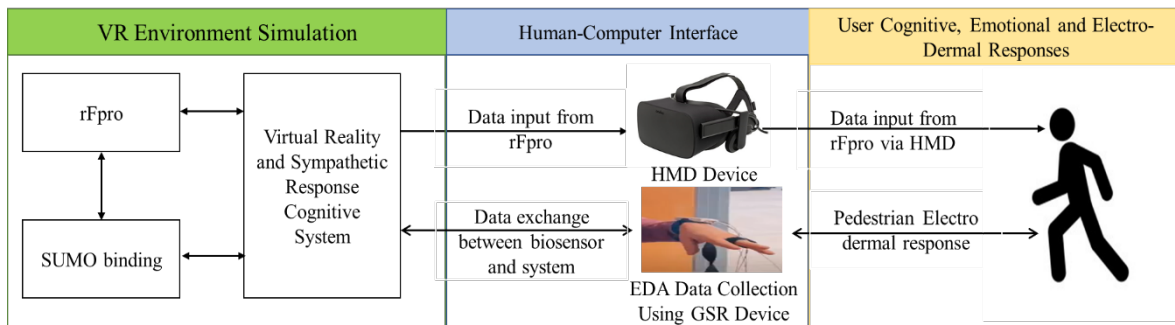 VR Environment Simulation
Human-Computer Interface
User Cognitive, Emotional and Electro-
Dermal Responses
rFpro
SUMO binding
Virtual Reality
and Sympathetic
Response
Cognitive
System
Data input from
rFpro
HMD Device
Data exchange
between biosensor
and system
EDA Data Collection
Using GSR Device
Data input from
rFpro via HMD
Pedestrian Electro
dermal response